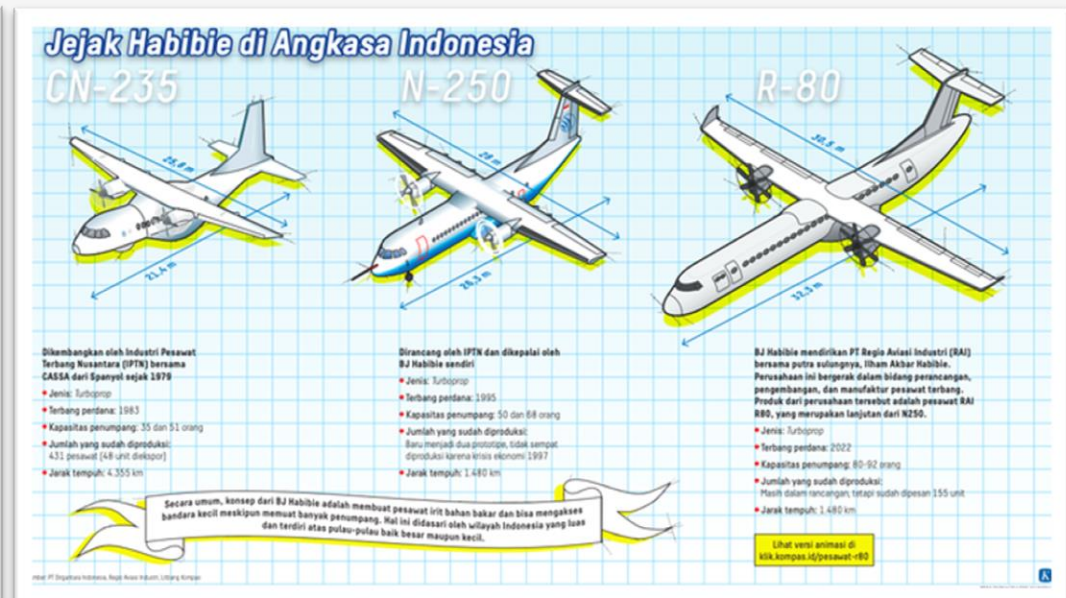 Jejak Habibie di Angkasa Indonesia
CN-235
25,8 m
21,4 m
Dikembangkan oleh Industri Pesawat
Terbang Nusantara (IPTN) bersama
CASSA dari Spanyol sejak 1979
• Jenis: Turboprop
• Terbang perdana: 1983
• Kapasitas penumpang: 35 dan 51 orang
• Jumlah yang sudah diproduksi:
431 pesawat (48 unit diekspor)
• Jarak tempuh: 4.355 km
N-250
28 m
26,3 m
Dirancang oleh IPTN dan dikepalai oleh
BJ Habibie sendiri
• Jenis: Turboprop
• Terbang perdana: 1995
• Kapasitas penumpang: 50 dan 68 orang
• Jumlah yang sudah diproduksi:
Baru menjadi dua prototipe, tidak sempat
diproduksi karena krisis ekonomi 1997
• Jarak tempuh: 1.480 km
R-80
30,5 m
32,3 m
BJ Habibie mendirikan PT Regio Aviasi Industri (RAI)
bersama putra sulungnya, Ilham Akbar Habibie.
Perusahaan ini bergerak dalam bidang perancangan,
pengembangan, dan manufaktur pesawat terbang.
Produk dari perusahaan tersebut adalah pesawat RAI
R80, yang merupakan lanjutan dari N250.
• Jenis: Turboprop
• Terbang perdana: 2022
• Kapasitas penumpang: 80-92 orang
• Jumlah yang sudah diproduksi:
Masih dalam rancangan, tetapi sudah dipesan 155 unit
• Jarak tempuh: 1.480 km
Secara umum, konsep dari BJ Habibie adalah membuat pesawat irit bahan bakar dan bisa mengakses
bandara kecil meskipun memuat banyak penumpang. Hal ini didasari oleh wilayah Indonesia yang luas
dan terdiri atas pulau-pulau baik besar maupun kecil.
Lihat versi animasi di
klik.kompas.id/pesawat-r80
PT Dirgantara Indonesia, Regio Aviasi Industri, Litbang Kompas
K